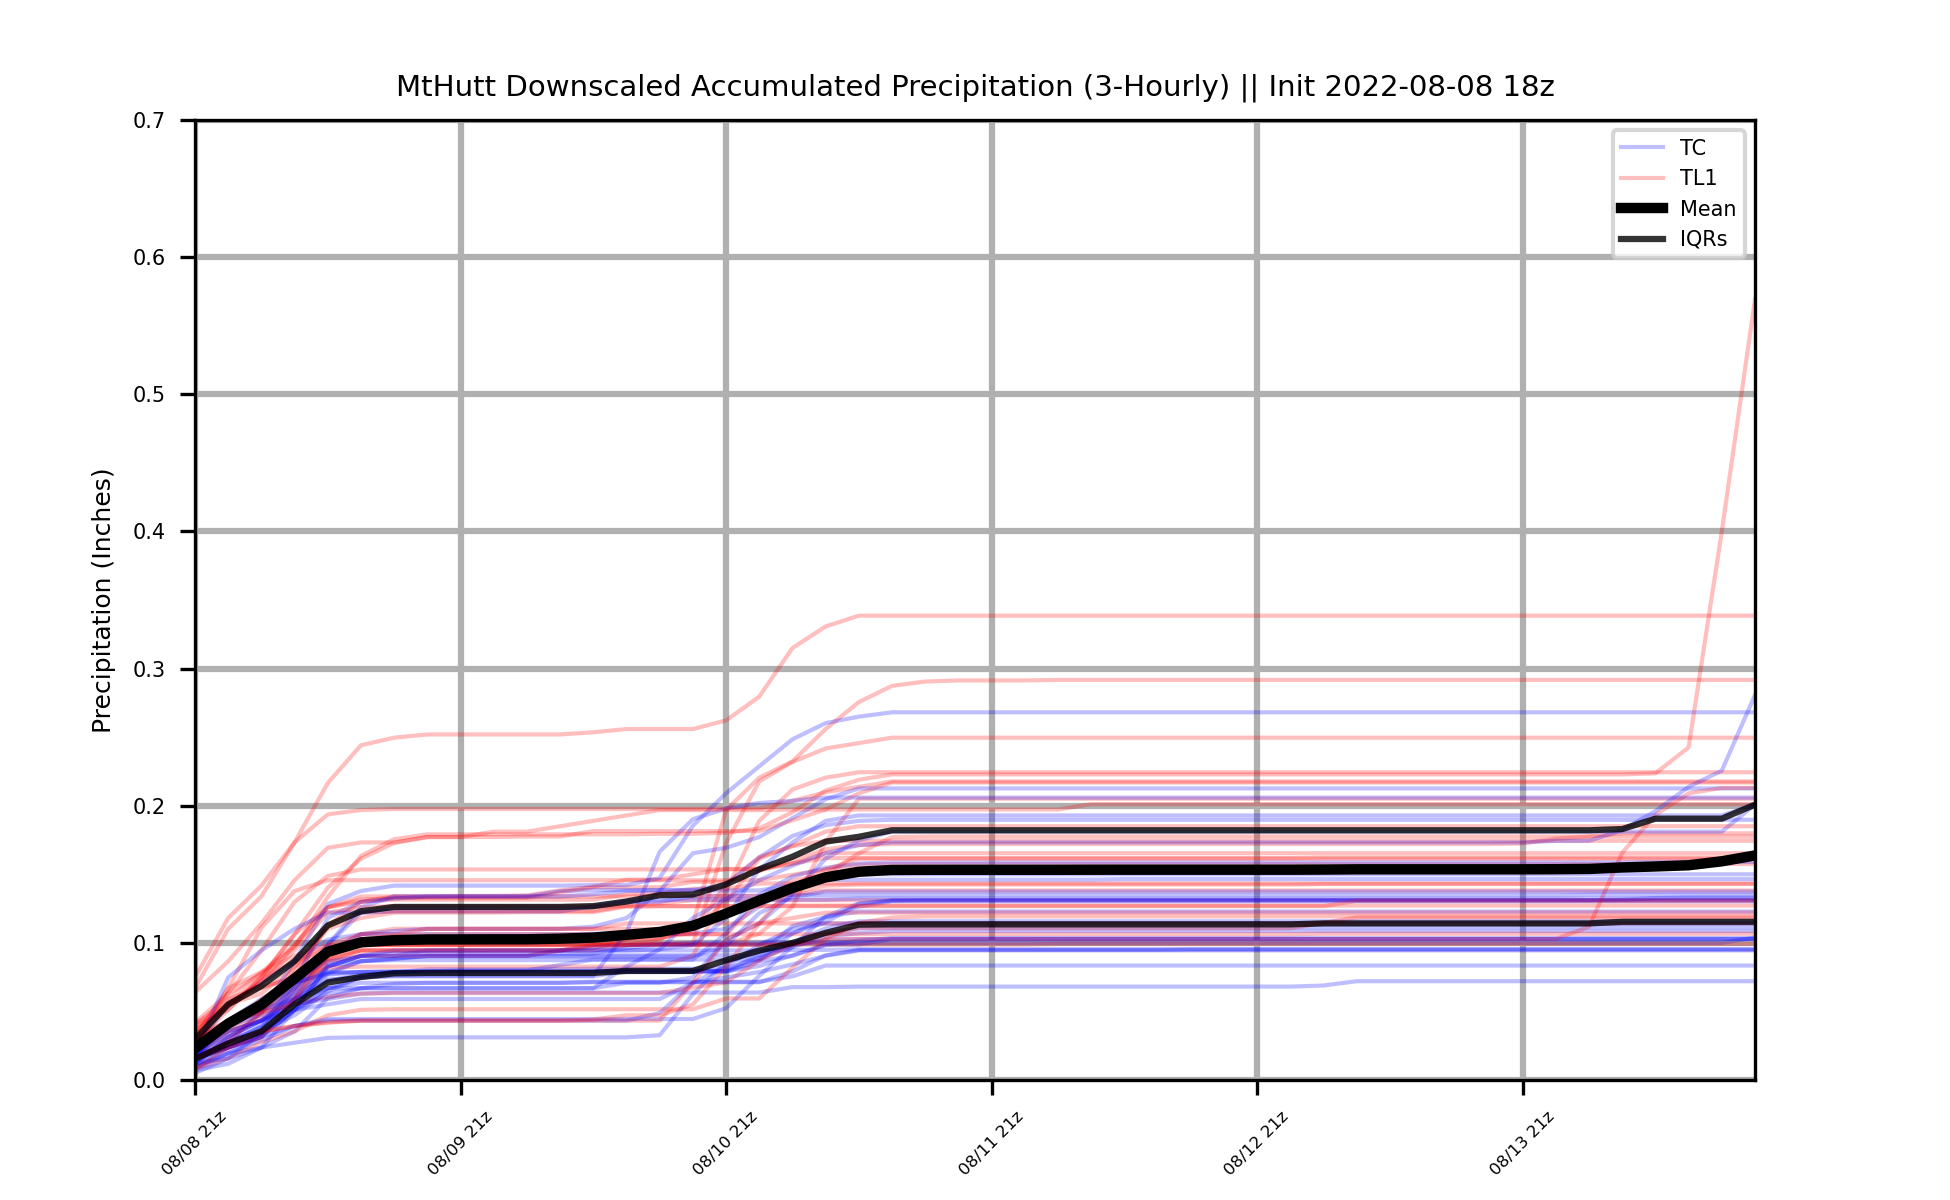 MtHutt Downscaled Accumulated Precipitation (3-Hourly) || Init 2022-08-08 18z
TC
TL1
Mean
IQRs
Precipitation (Inches)
0.7
0.6
0.5
0.4
0.3
0.2
0.1
0.0
08/08 21z
08/09 21z
08/10 21z
08/11 21z
08/12 21z
08/13 21z